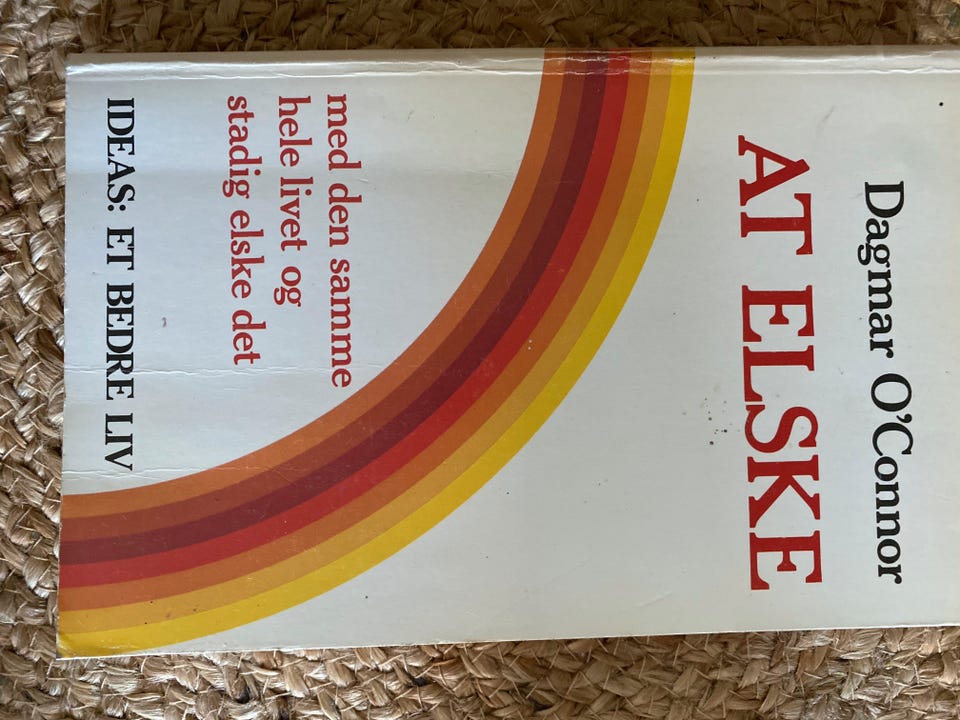 Dagmar O'Connor
AT ELSKE
med den samme
hele livet og
stadig elske det
IDEAS: ET BEDRE LIV